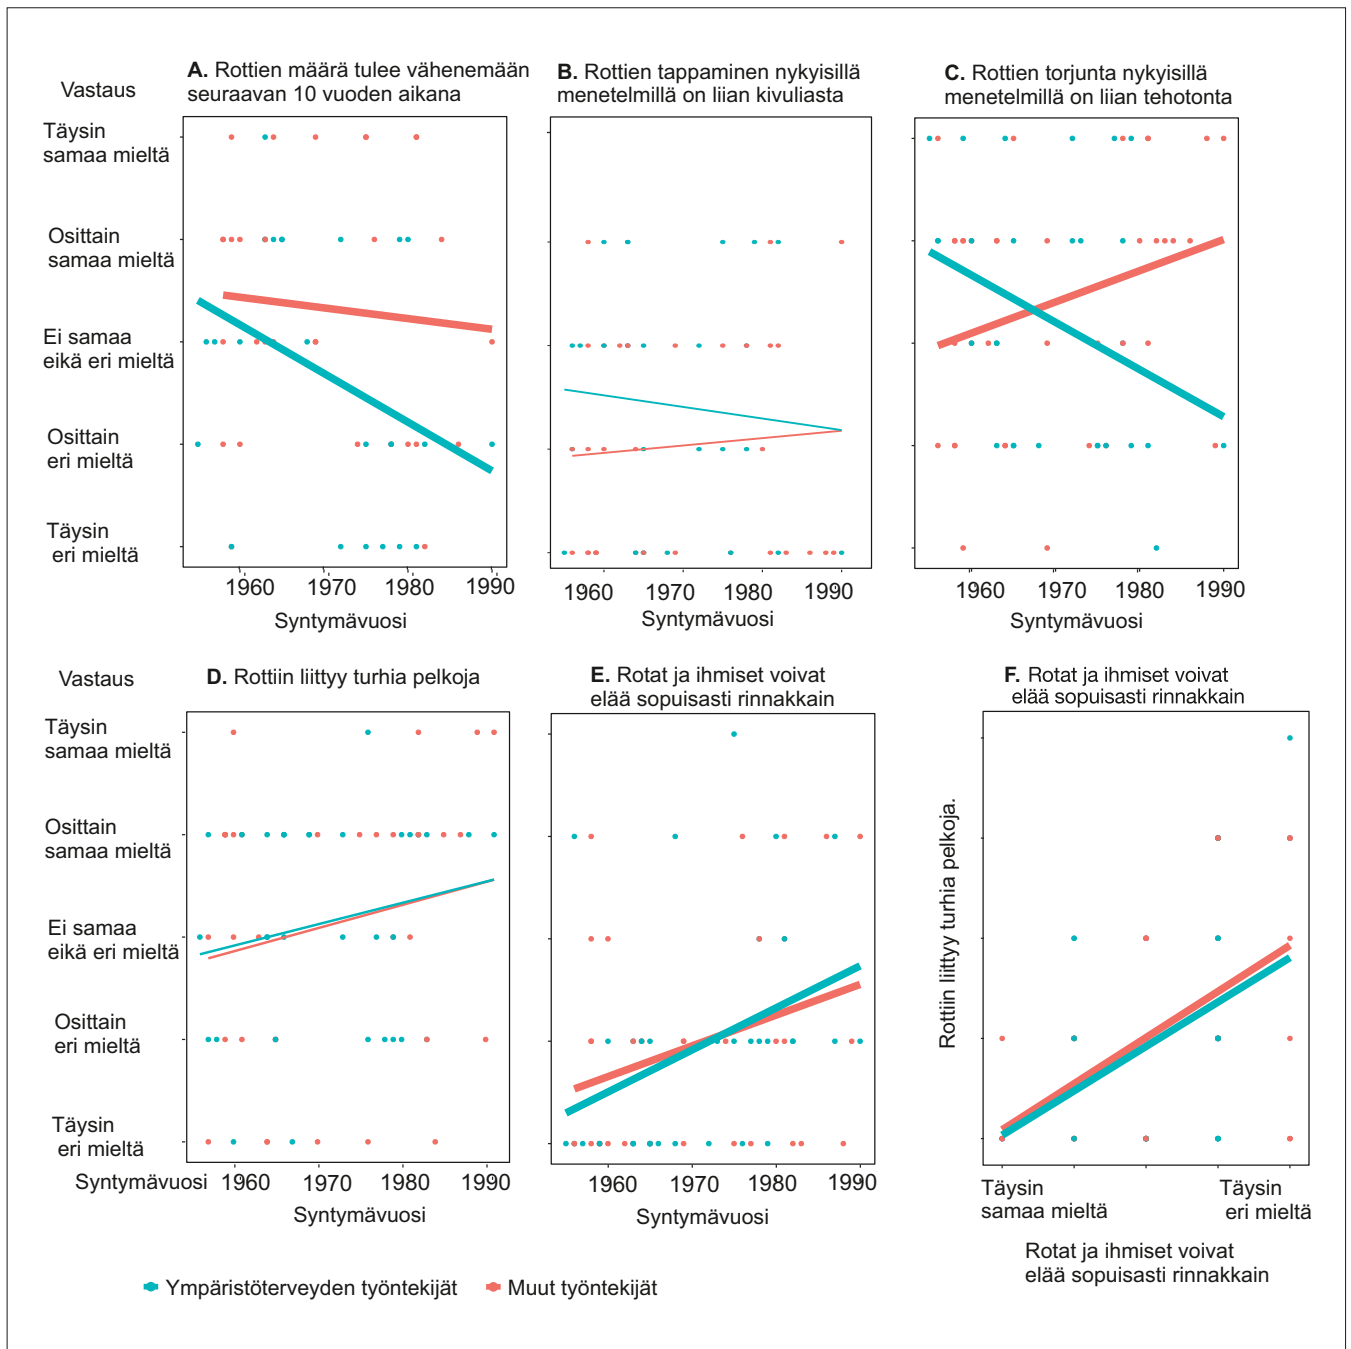 Vastaus
A. Rottien määrä tulee vähenemään
seuraavan 10 vuoden aikana
B. Rottien tappaminen nykyisillä
menetelmillä on liian kivuliasta
C. Rottien torjunta nykyisillä
menetelmillä on liian tehotonta
Täysin
samaa mieltä
Osittain
samaa mieltä
Ei samaa
eikä eri mieltä
Osittain
eri mieltä
Täysin
eri mieltä
1960 1970 1980 1990
Syntymävuosi
1960 1970 1980 1990
Syntymävuosi
1960 1970 1980 1990
Syntymävuosi
Vastaus
D. Rottiin liittyy turhia pelkoja
E. Rotat ja ihmiset voivat
elää sopuisasti rinnakkain
F. Rotat ja ihmiset voivat
elää sopuisasti rinnakkain
Täysin
samaa mieltä
Osittain
samaa mieltä
Ei samaa
eikä eri mieltä
Osittain
eri mieltä
Täysin
eri mieltä
Syntymävuosi 1960 1970 1980 1990
Syntymävuosi
1960 1970 1980 1990
Syntymävuosi
Rottiin liittyy turhia pelkoja.
Täysin
samaa mieltä
Täysin
eri mieltä
Rotat ja ihmiset voivat
elää sopuisasti rinnakkain
Ympäristöterveyden työntekijät
Muut työntekijät